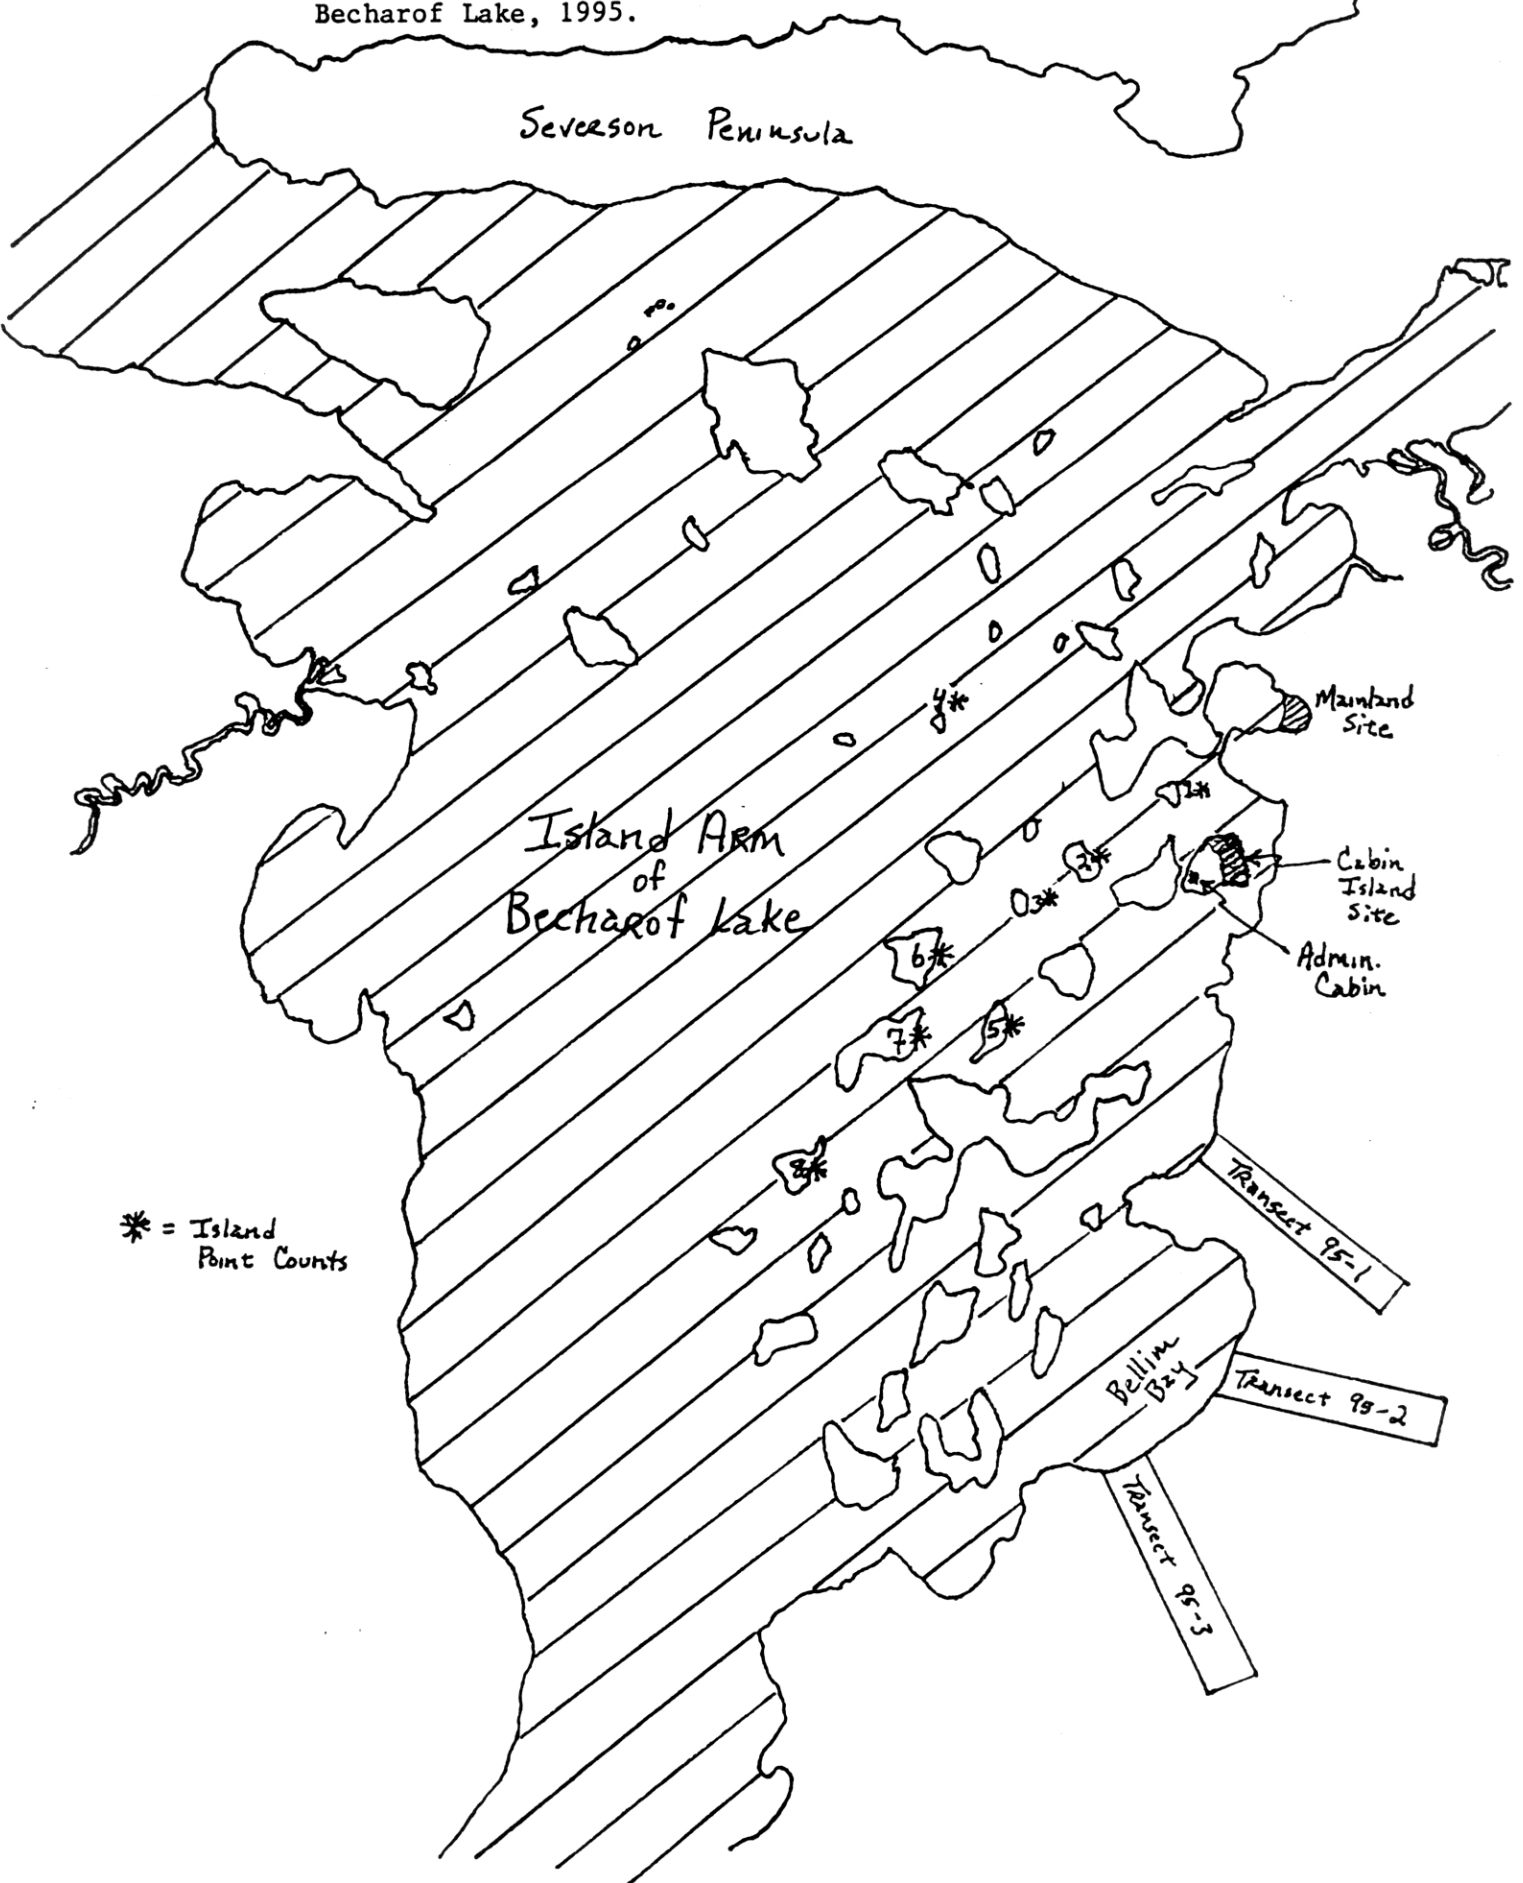 Becharof Lake, 1995.
Severson Peninsula
Mainland
Site
4*
1*
Island Arm
of
Becharof Lake
2*
3*
Cabin
Island
Site
6*
Admin.
Cabin
7*
5*
8*
* = Island
Point Counts
Transect 95-1
Bellim
Bay
Transect 95-2
Transect 95-3